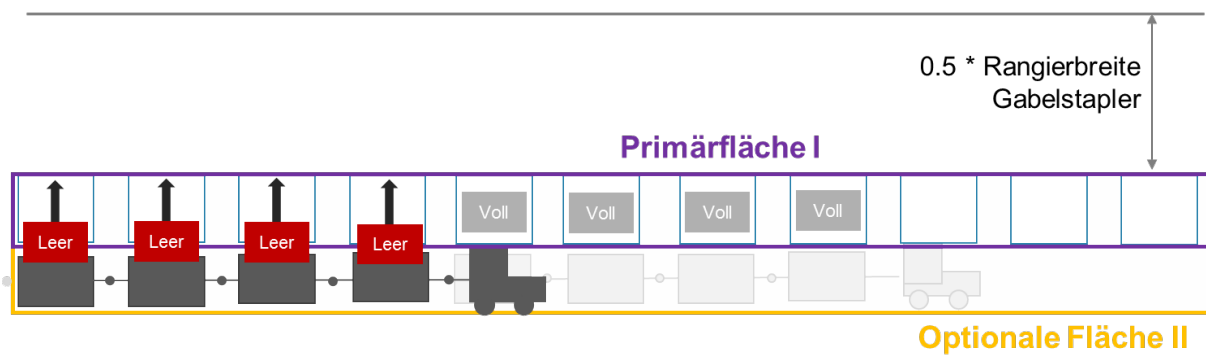 0.5 * Rangierbreite
Gabelstapler
Primärfläche I
Voll
Voll
Voll
Voll
Leer
Leer
Leer
Leer
Optionale Fläche II